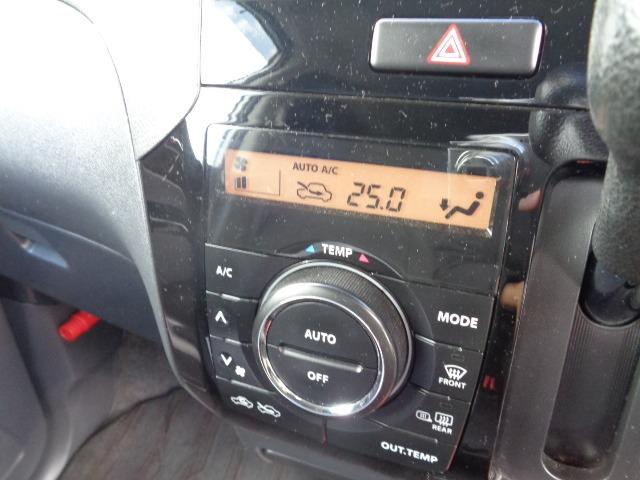 AUTO A/C
25.0
TEMP
A/C
AUTO
MODE
OFF
FRONT
REAR
OUT.TEMP